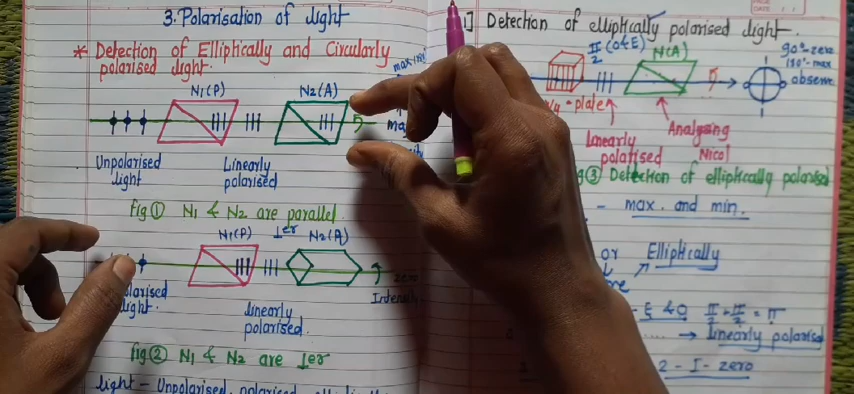 3. Polarisation of light
* Detection of Elliptically and Circularly
polarised light.
N1(P) N2(A)
Unpolarised
light
Linearly
polarised
fig ① N1 & N2 are parallel
⊥er
N1(P) N2(A)
zero
Linearly
polarised.
fig ② N1 & N2 are ⊥er
light - Unpolarised, polarised
1] Detection of elliptically polarised light.
π/2 (O&E) N(A)
90°-zero
180°-max
observe
plate
Linearly
polarised
Analysing
Nicol
③ Detection of elliptically polarised
- max. and min.
or Elliptically
- E & O π/2 + π/2 = π
→ Linearly polarised
2 - I - zero